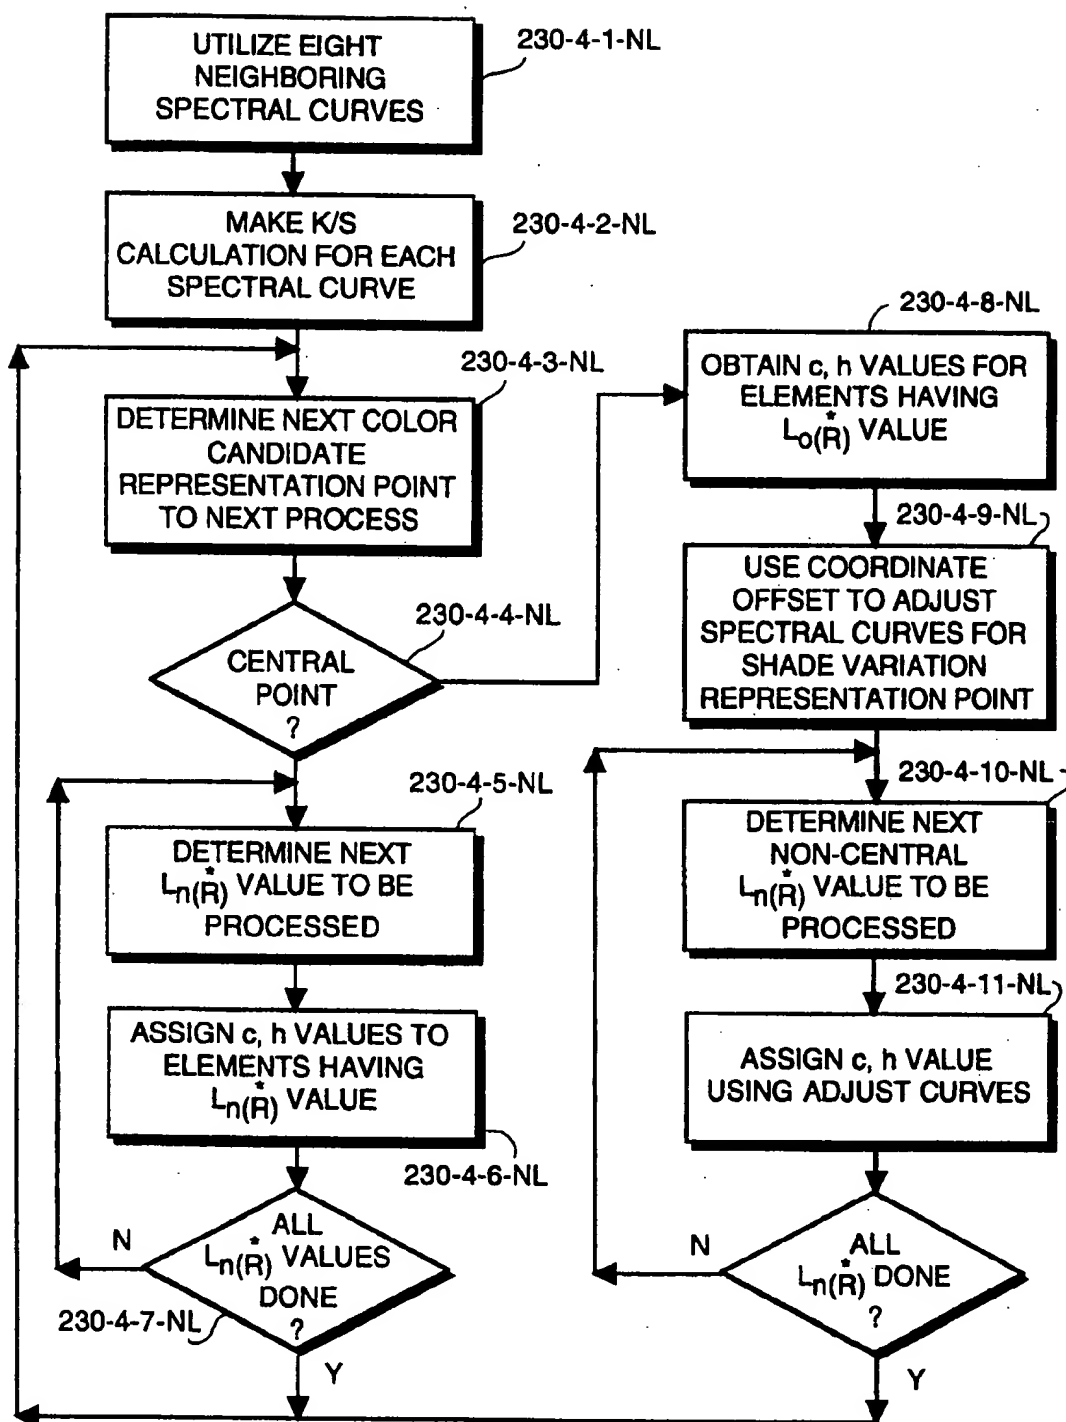 UTILIZE EIGHT
NEIGHBORING
SPECTRAL CURVES
230-4-1-NL
MAKE K/S
CALCULATION FOR EACH
SPECTRAL CURVE
230-4-2-NL
230-4-3-NL
DETERMINE NEXT COLOR
CANDIDATE
REPRESENTATION POINT
TO NEXT PROCESS
230-4-4-NL
CENTRAL
POINT
?
230-4-5-NL
DETERMINE NEXT
Ln(R)* VALUE TO BE
PROCESSED
ASSIGN c, h VALUES TO
ELEMENTS HAVING
Ln(R)* VALUE
230-4-6-NL
N
ALL
Ln(R)* VALUES
DONE
?
230-4-7-NL
Y
230-4-8-NL
OBTAIN c, h VALUES FOR
ELEMENTS HAVING
Lo(R)* VALUE
230-4-9-NL
USE COORDINATE
OFFSET TO ADJUST
SPECTRAL CURVES FOR
SHADE VARIATION
REPRESENTATION POINT
230-4-10-NL
DETERMINE NEXT
NON-CENTRAL
Ln(R)* VALUE TO BE
PROCESSED
230-4-11-NL
ASSIGN c, h VALUE
USING ADJUST CURVES
N
ALL
Ln(R)* DONE
?
Y